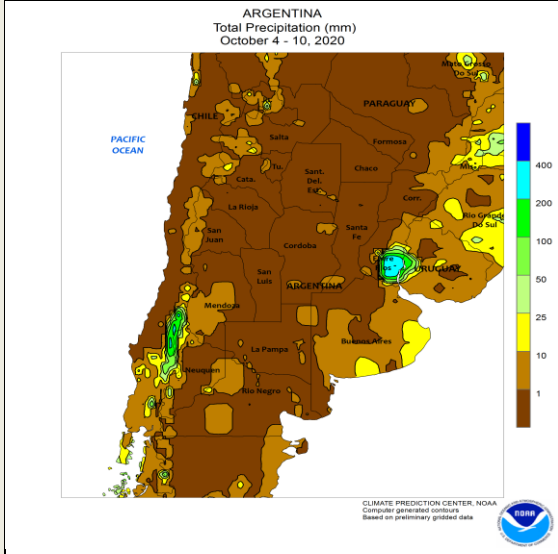 ARGENTINA
Total Precipitation (mm)
October 4 - 10, 2020
Mato Grosso
Do Sul
CHILE
PARAGUAY
PACIFIC
OCEAN
Salta
Formosa
Tu.
Chaco
Mis.
Cata.
Sant.
Del.
Est.
Corr.
La Rioja
Rio Grande
Do Sul
San
Juan
Santa
Fe
Cordoba
Entre
Rios
URUGUAY
San
Luis
ARGENTINA
Mendoza
Buenos Aires
La Pampa
Neuquen
Rio Negro
400
200
100
50
25
10
1
CLIMATE PREDICTION CENTER, NOAA
Computer generated contours
Based on preliminary gridded data
NOAA